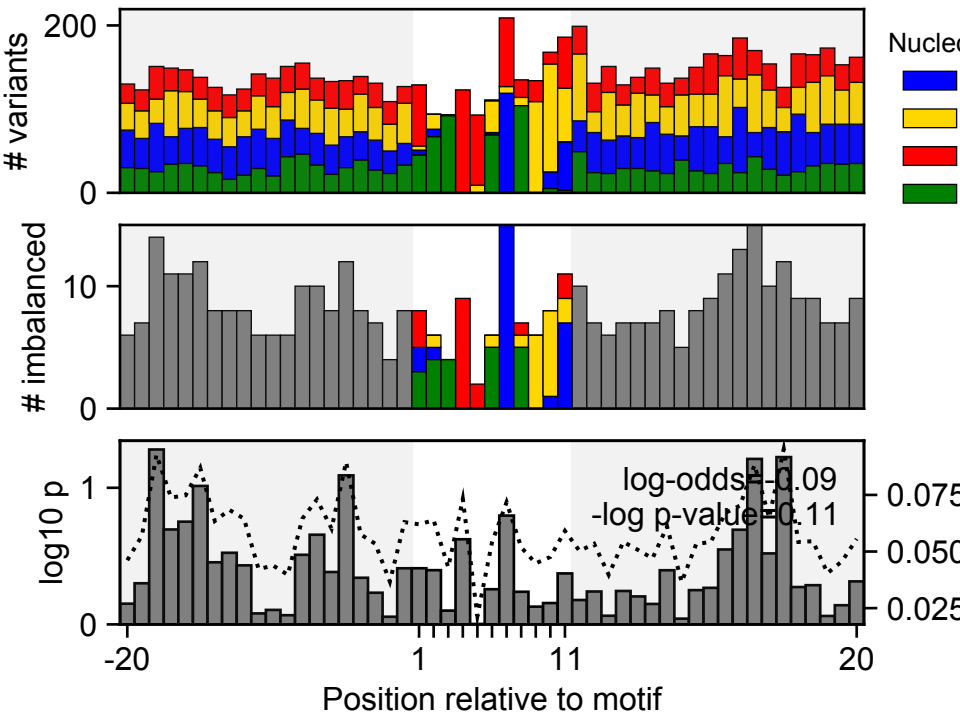 200
0
# variants
Nucleo
10
0
# imbalanced
log-odds=-0.09
-log p-value=0.11
1
0
log10 p
0.075
0.050
0.025
-20
1
11
20
Position relative to motif